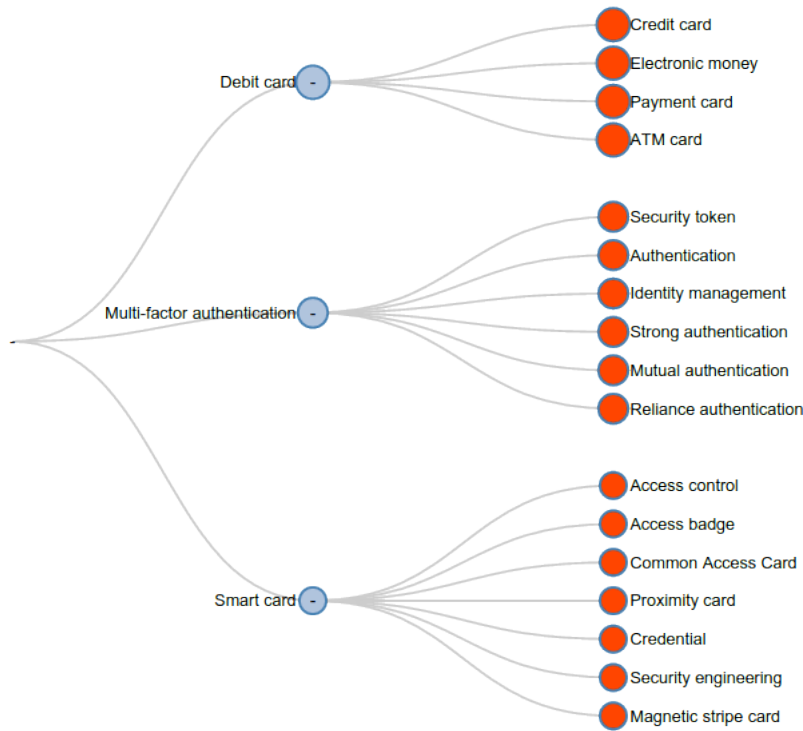 Debit card -
Credit card
Electronic money
Payment card
ATM card
-
Multi-factor authentication -
Security token
Authentication
Identity management
Strong authentication
Mutual authentication
Reliance authentication
Smart card -
Access control
Access badge
Common Access Card
Proximity card
Credential
Security engineering
Magnetic stripe card